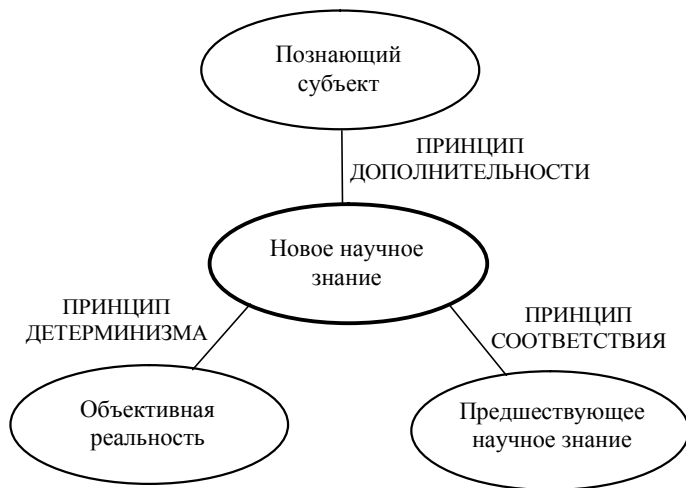 Познающий
субъект
ПРИНЦИП
ДОПОЛНИТЕЛЬНОСТИ
Новое научное
знание
ПРИНЦИП
ДЕТЕРМИНИЗМА
ПРИНЦИП
СООТВЕТСТВИЯ
Объективная
реальность
Предшествующее
научное знание